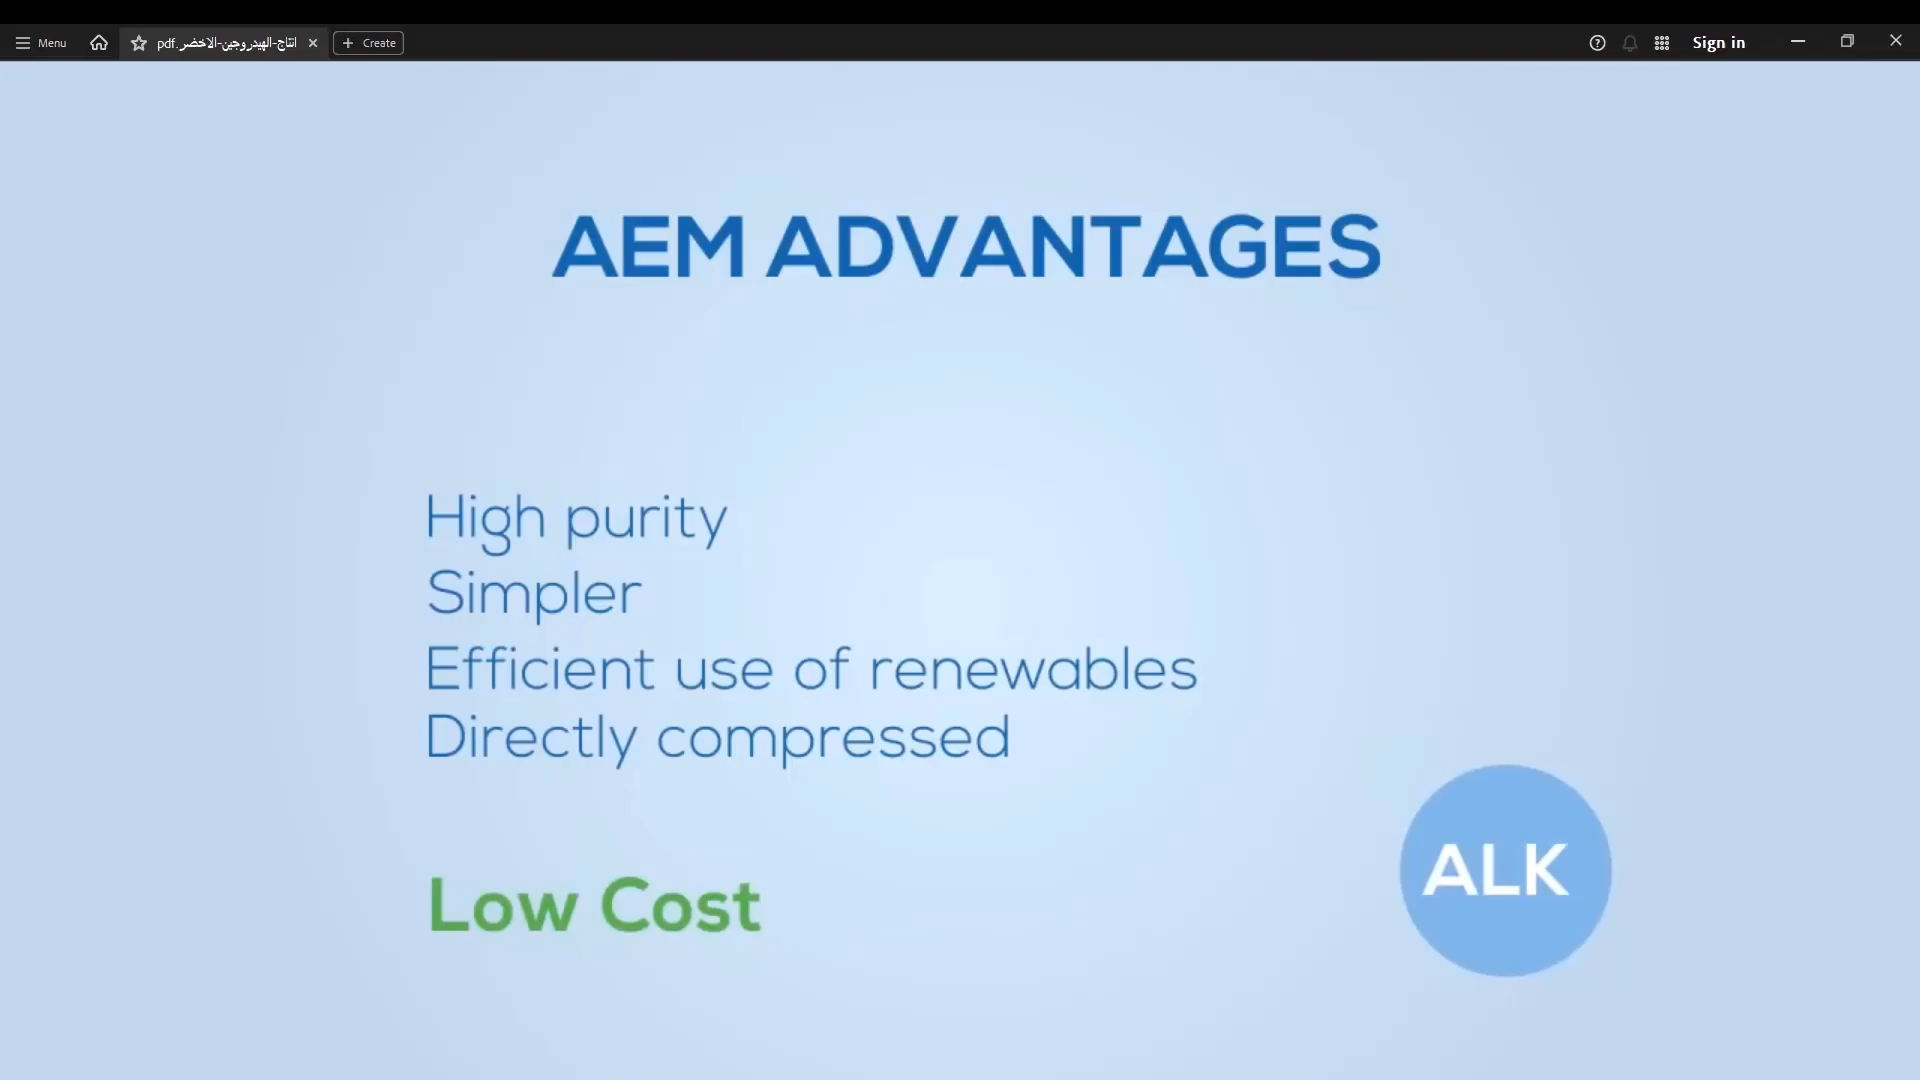 Menu
انتاج-الهيدروجين-الاخضر.pdf
Create
Sign in
AEM ADVANTAGES
High purity
Simpler
Efficient use of renewables
Directly compressed
Low Cost
ALK